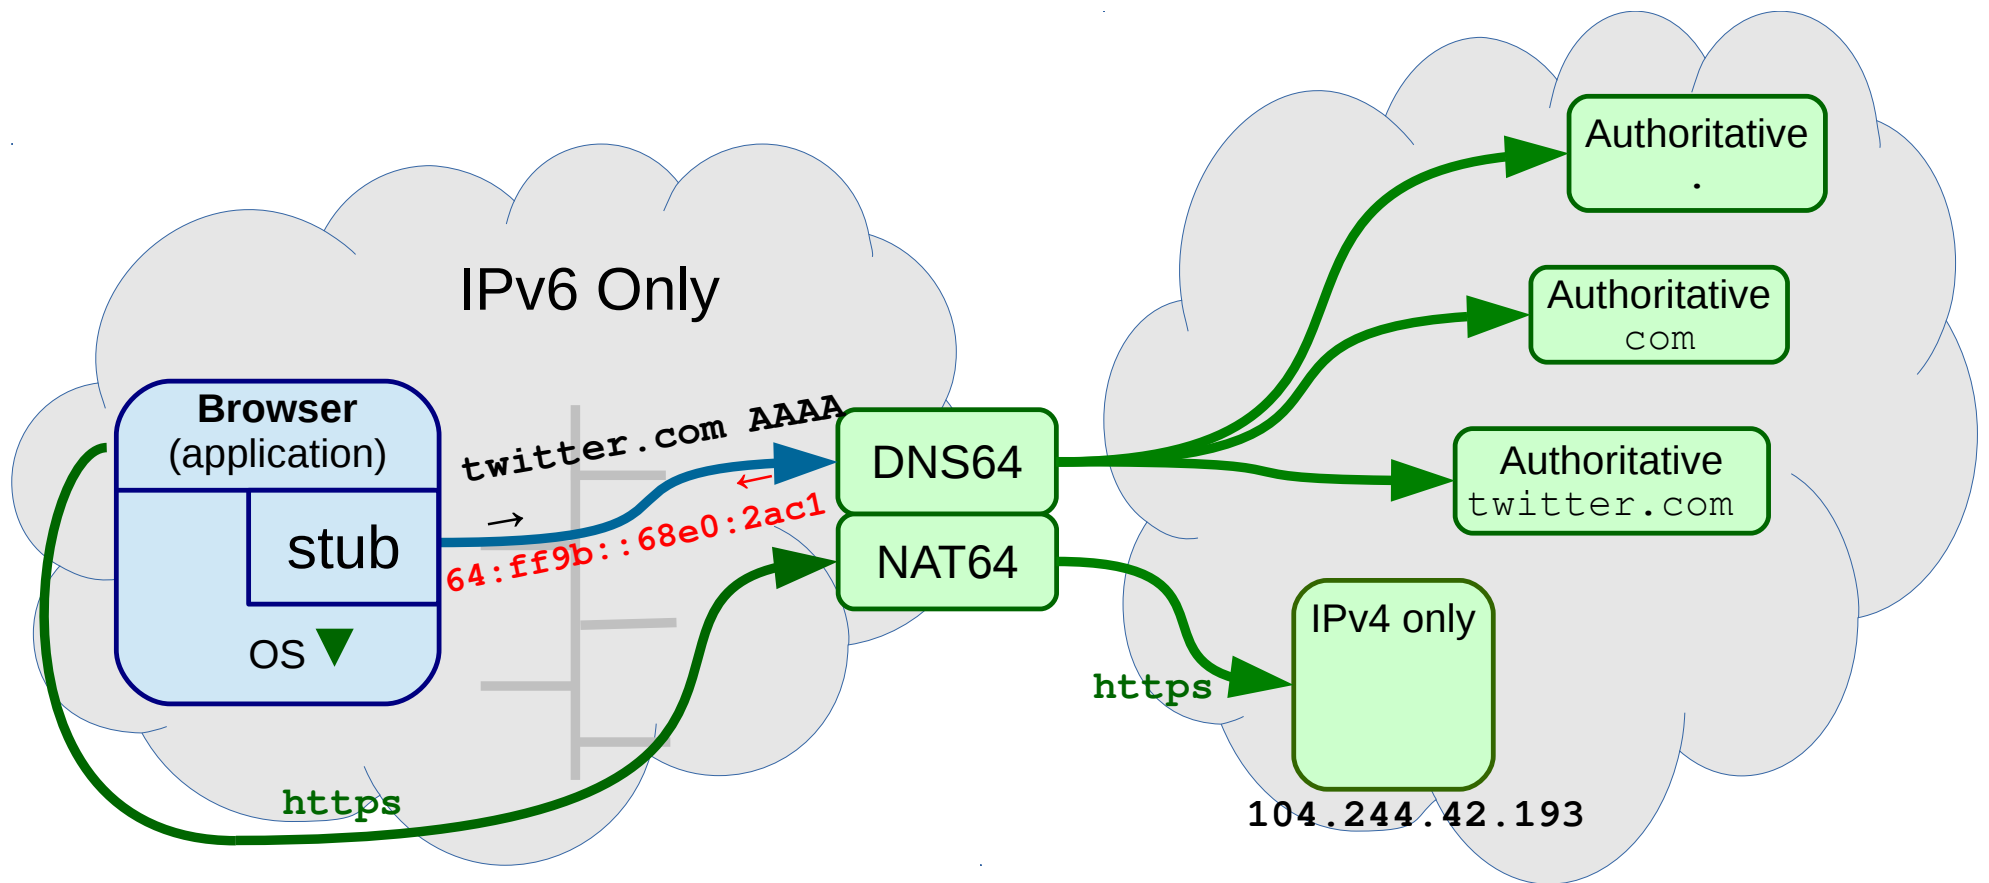 IPv6 Only
Browser
(application)
stub
OS
twitter.com AAAA
→
←
64:ff9b::68e0:2ac1
https
DNS64
NAT64
https
Authoritative
.
Authoritative
com
Authoritative
twitter.com
IPv4 only
104.244.42.193